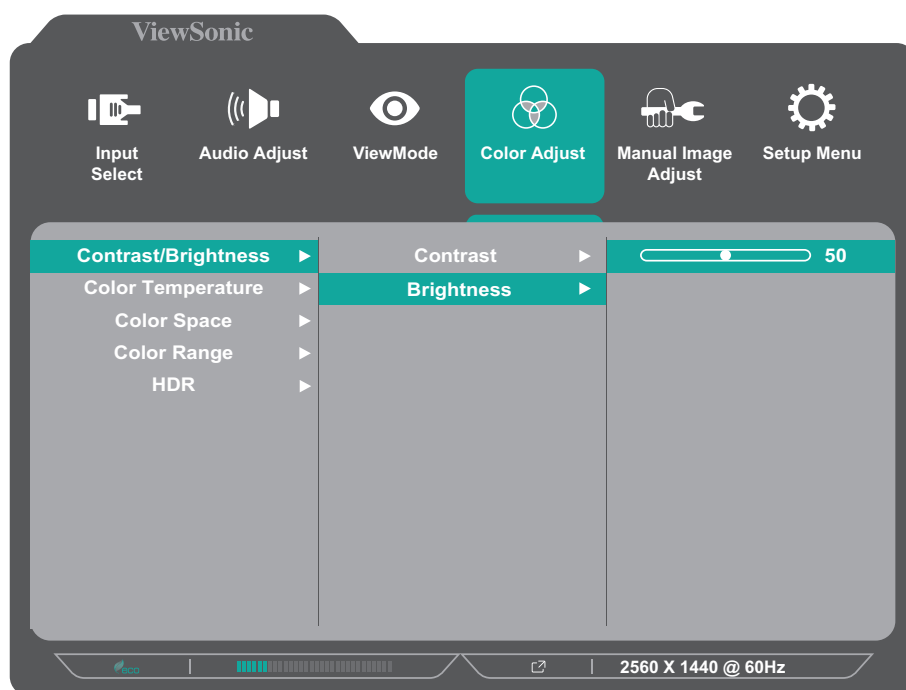 ViewSonic
Input Select
Audio Adjust
ViewMode
Color Adjust
Manual Image Adjust
Setup Menu
Contrast/Brightness
Color Temperature
Color Space
Color Range
HDR
Contrast
Brightness
50
eco
2560 X 1440 @ 60Hz